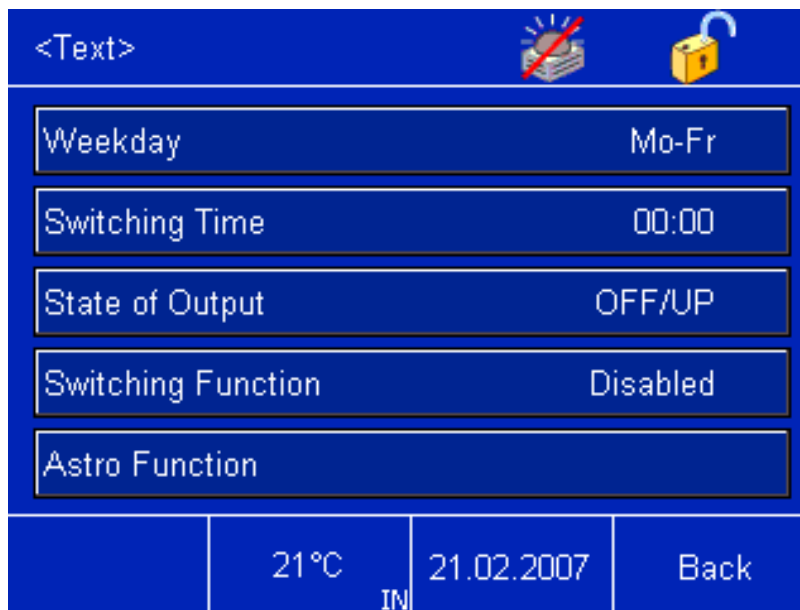 <Text>
Weekday Mo-Fr
Switching Time 00:00
State of Output OFF/UP
Switching Function Disabled
Astro Function
21°C IN 21.02.2007 Back